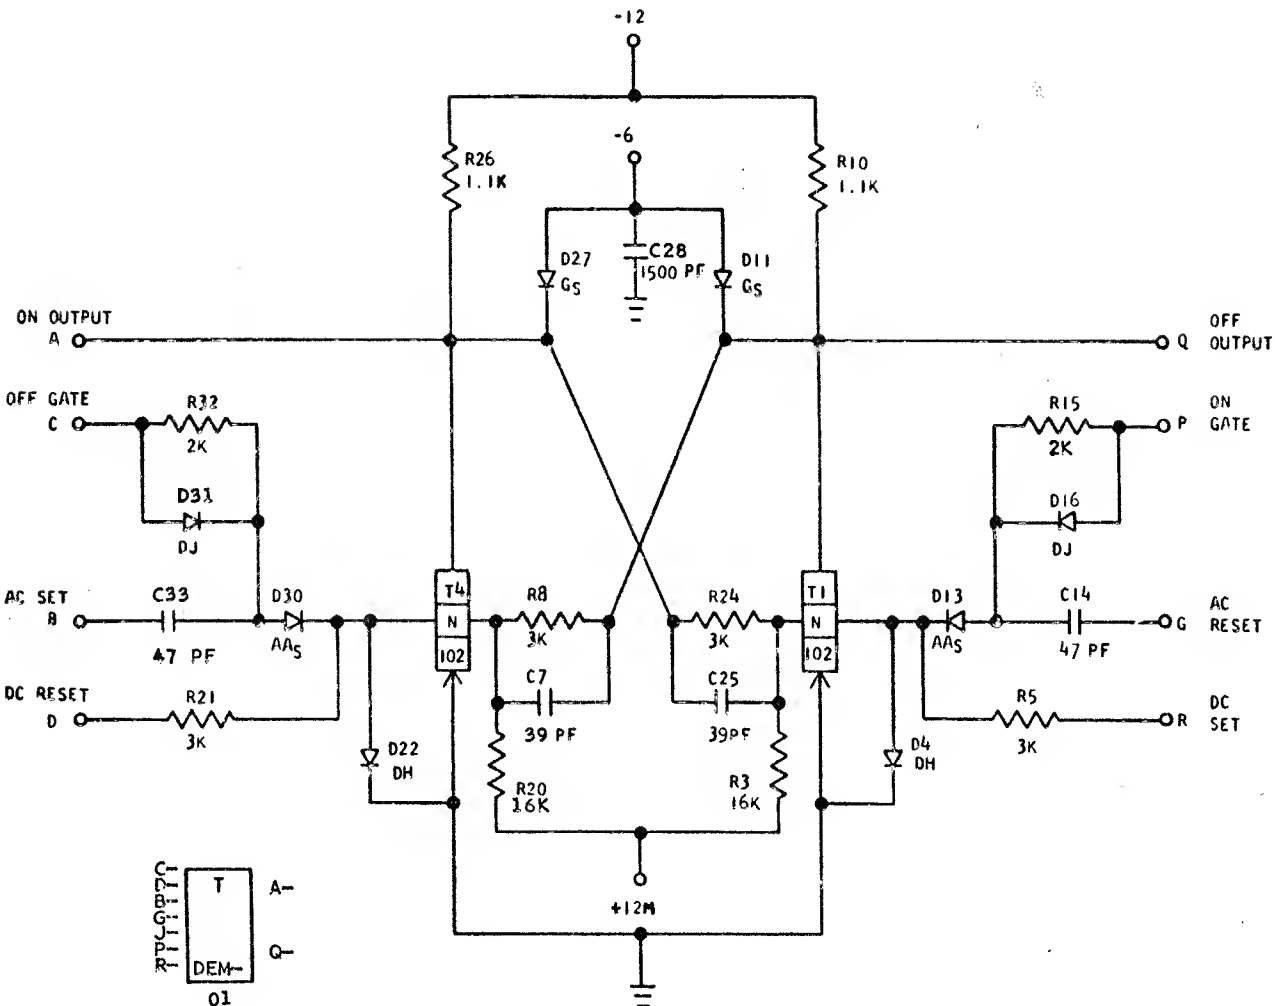 -12
R26
1.1K
-6
R10
1.1K
D27
GS
C28
1500 PF
D11
GS
ON OUTPUT
A
OFF
Q OUTPUT
OFF GATE
C
R32
2K
R15
2K
ON
P GATE
D31
DJ
D16
DJ
AC SET
B
C33
47 PF
D30
AAS
T4
N
102
R8
3K
R24
3K
T1
N
102
D13
AAS
C14
47 PF
AC
G RESET
DC RESET
D
R21
3K
C7
39 PF
C25
39PF
R5
3K
DC
R SET
D22
DH
R20
16K
R3
16K
D4
DH
+12M
C-
D-
B-
G-
J-
P-
R-
T
DEM-
A-
Q-
01